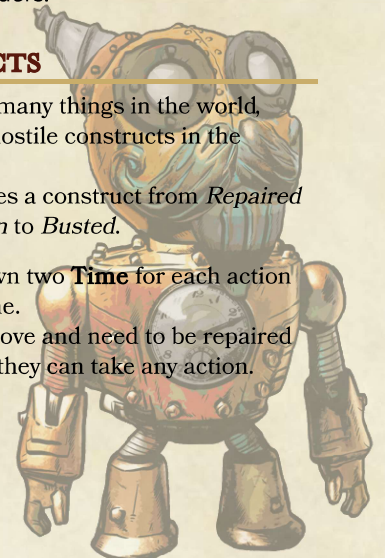 CTS
many things in the world,
ostile constructs in the
es a construct from Repaired
n to Busted.
wn two Time for each action
ne.
ove and need to be repaired
they can take any action.